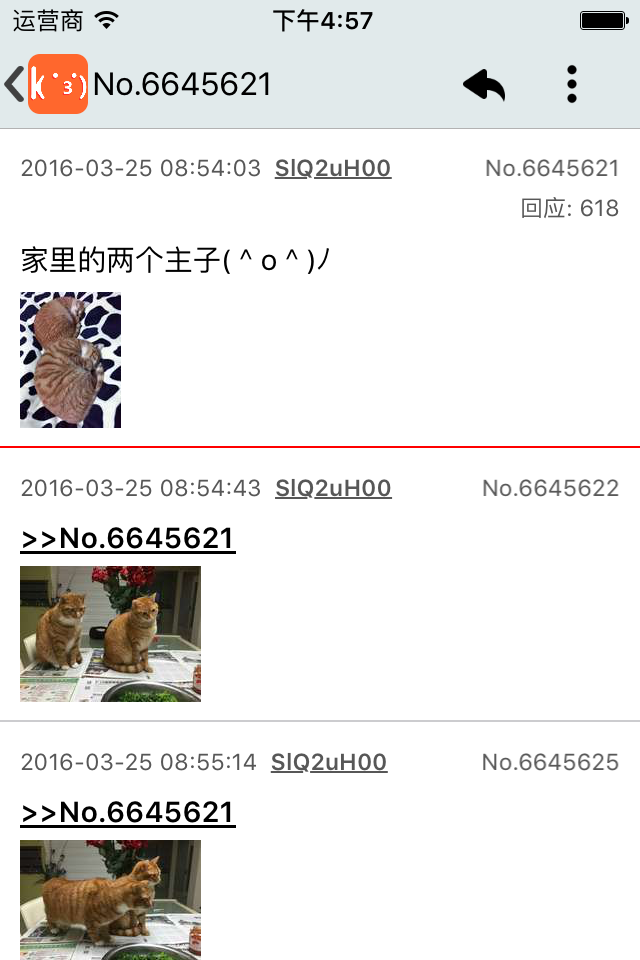 运营商 下午4:57
k(˙³˙) No.6645621
2016-03-25 08:54:03 SlQ2uH00 No.6645621
回应: 618
家里的两个主子( ^ o ^ )ﾉ
2016-03-25 08:54:43 SlQ2uH00 No.6645622
>>No.6645621
2016-03-25 08:55:14 SlQ2uH00 No.6645625
>>No.6645621